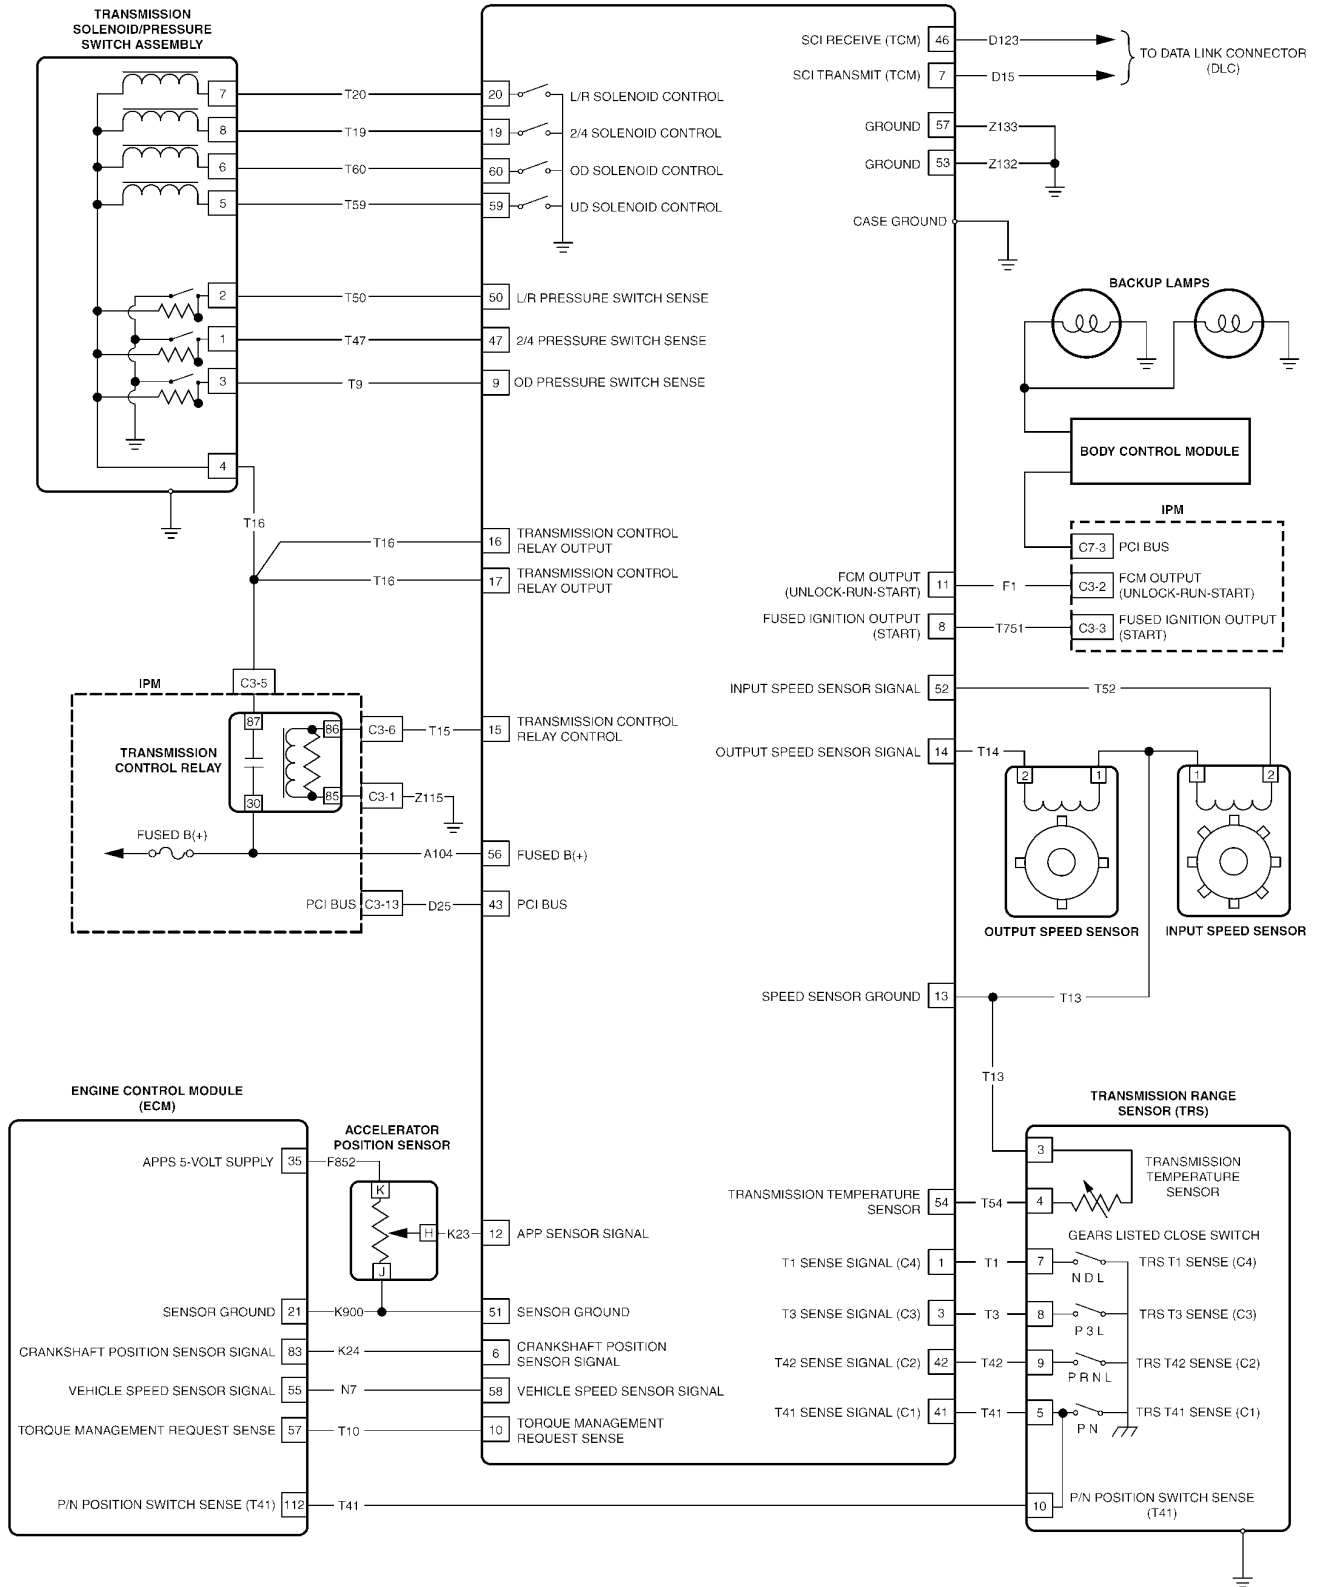 TRANSMISSION
SOLENOID/PRESSURE
SWITCH ASSEMBLY
7
T20
20
L/R SOLENOID CONTROL
8
T19
19
2/4 SOLENOID CONTROL
6
T60
60
OD SOLENOID CONTROL
5
T59
59
UD SOLENOID CONTROL
2
T50
50
L/R PRESSURE SWITCH SENSE
1
T47
47
2/4 PRESSURE SWITCH SENSE
3
T9
9
OD PRESSURE SWITCH SENSE
4
T16
T16
16
TRANSMISSION CONTROL
RELAY OUTPUT
T16
17
TRANSMISSION CONTROL
RELAY OUTPUT
IPM
C3-5
87
86
C3-6
T15
15
TRANSMISSION CONTROL
RELAY CONTROL
TRANSMISSION
CONTROL RELAY
30
85
C3-1
Z115
FUSED B(+)
A104
56
FUSED B(+)
PCI BUS
C3-13
D25
43
PCI BUS
ENGINE CONTROL MODULE
(ECM)
ACCELERATOR
POSITION SENSOR
APPS 5-VOLT SUPPLY
35
F852
K
H
K23
12
APP SENSOR SIGNAL
J
SENSOR GROUND
21
K900
51
SENSOR GROUND
CRANKSHAFT POSITION SENSOR SIGNAL
83
K24
6
CRANKSHAFT POSITION
SENSOR SIGNAL
VEHICLE SPEED SENSOR SIGNAL
55
N7
58
VEHICLE SPEED SENSOR SIGNAL
TORQUE MANAGEMENT REQUEST SENSE
57
T10
10
TORQUE MANAGEMENT
REQUEST SENSE
P/N POSITION SWITCH SENSE (T41)
112
T41
SCI RECEIVE (TCM)
46
D123
SCI TRANSMIT (TCM)
7
D15
TO DATA LINK CONNECTOR
(DLC)
GROUND
57
Z133
GROUND
53
Z132
CASE GROUND
BACKUP LAMPS
BODY CONTROL MODULE
IPM
C7-3
PCI BUS
FCM OUTPUT
(UNLOCK-RUN-START)
11
F1
C3-2
FCM OUTPUT
(UNLOCK-RUN-START)
FUSED IGNITION OUTPUT
(START)
8
T751
C3-3
FUSED IGNITION OUTPUT
(START)
INPUT SPEED SENSOR SIGNAL
52
T52
OUTPUT SPEED SENSOR SIGNAL
14
T14
2
1
1
2
OUTPUT SPEED SENSOR
INPUT SPEED SENSOR
SPEED SENSOR GROUND
13
T13
T13
TRANSMISSION RANGE
SENSOR (TRS)
3
TRANSMISSION
TEMPERATURE
SENSOR
TRANSMISSION TEMPERATURE
SENSOR
54
T54
4
GEARS LISTED CLOSE SWITCH
T1 SENSE SIGNAL (C4)
1
T1
7
NDL
TRS T1 SENSE (C4)
T3 SENSE SIGNAL (C3)
3
T3
8
P3L
TRS T3 SENSE (C3)
T42 SENSE SIGNAL (C2)
42
T42
9
PRNL
TRS T42 SENSE (C2)
T41 SENSE SIGNAL (C1)
41
T41
5
PN
TRS T41 SENSE (C1)
10
P/N POSITION SWITCH SENSE
(T41)